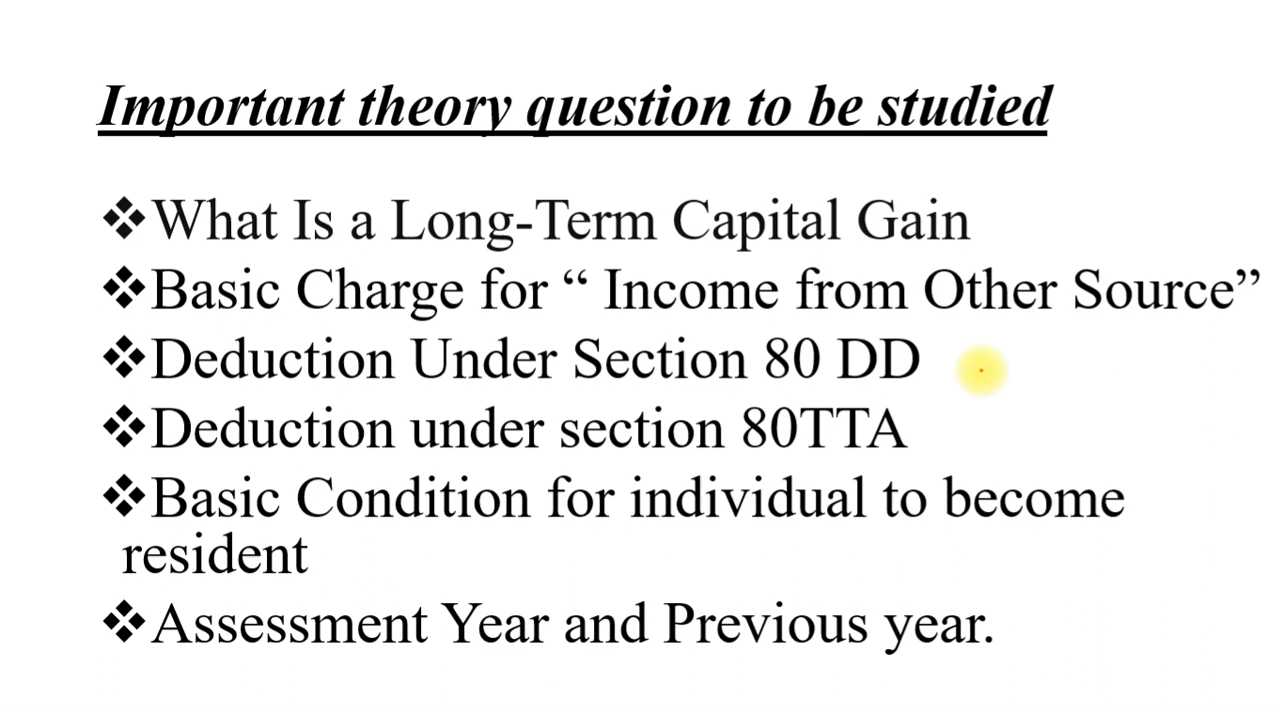 Important theory question to be studied
❖What Is a Long-Term Capital Gain
❖Basic Charge for “ Income from Other Source”
❖Deduction Under Section 80 DD
❖Deduction under section 80TTA
❖Basic Condition for individual to become
resident
❖Assessment Year and Previous year.